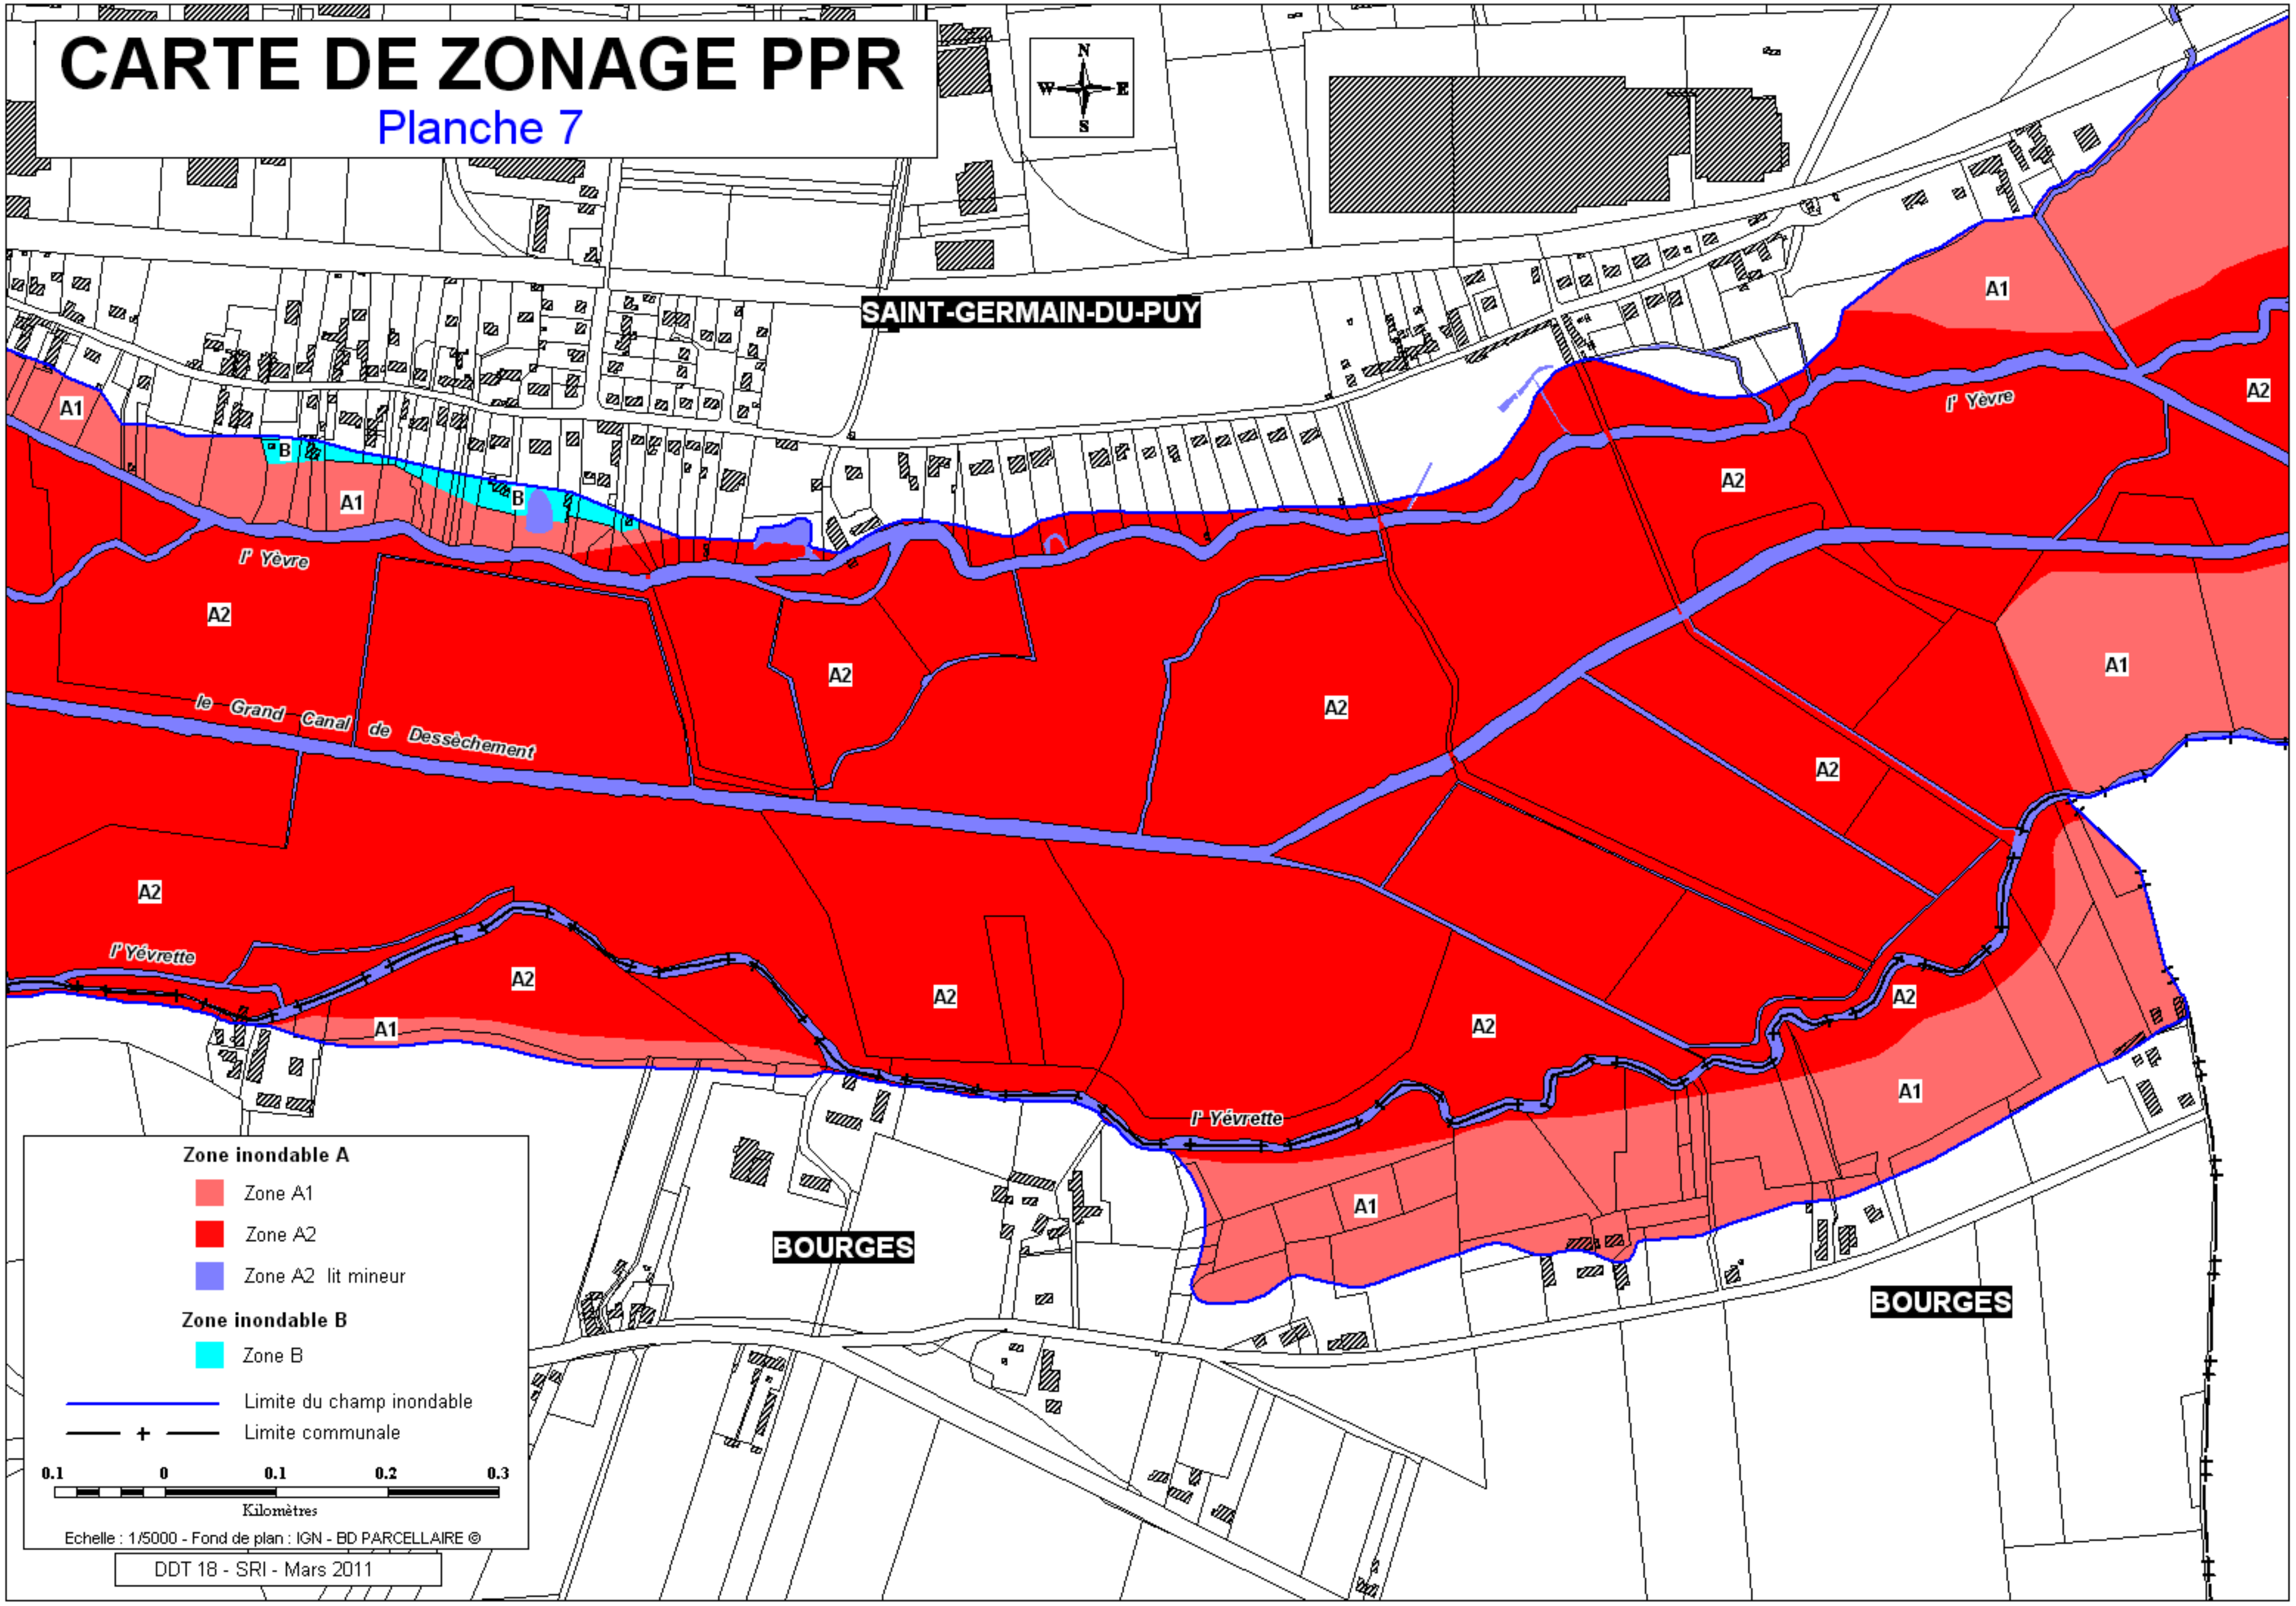 CARTE DE ZONAGE PPR
Planche 7
N
W E
S
SAINT-GERMAIN-DU-PUY
A1
A1
l' Yèvre
A2
B
A1
B
A2
l' Yèvre
A2
A2
A2
A1
le Grand Canal de Dessèchement
A2
A2
l' Yévrette
A2
A2
A2
A2
A1
A1
l' Yévrette
A1
BOURGES
BOURGES
Zone inondable A
Zone A1
Zone A2
Zone A2 lit mineur
Zone inondable B
Zone B
Limite du champ inondable
Limite communale
0.1 0 0.1 0.2 0.3
Kilomètres
Echelle : 1/5000 - Fond de plan : IGN - BD PARCELLAIRE ©
DDT 18 - SRI - Mars 2011